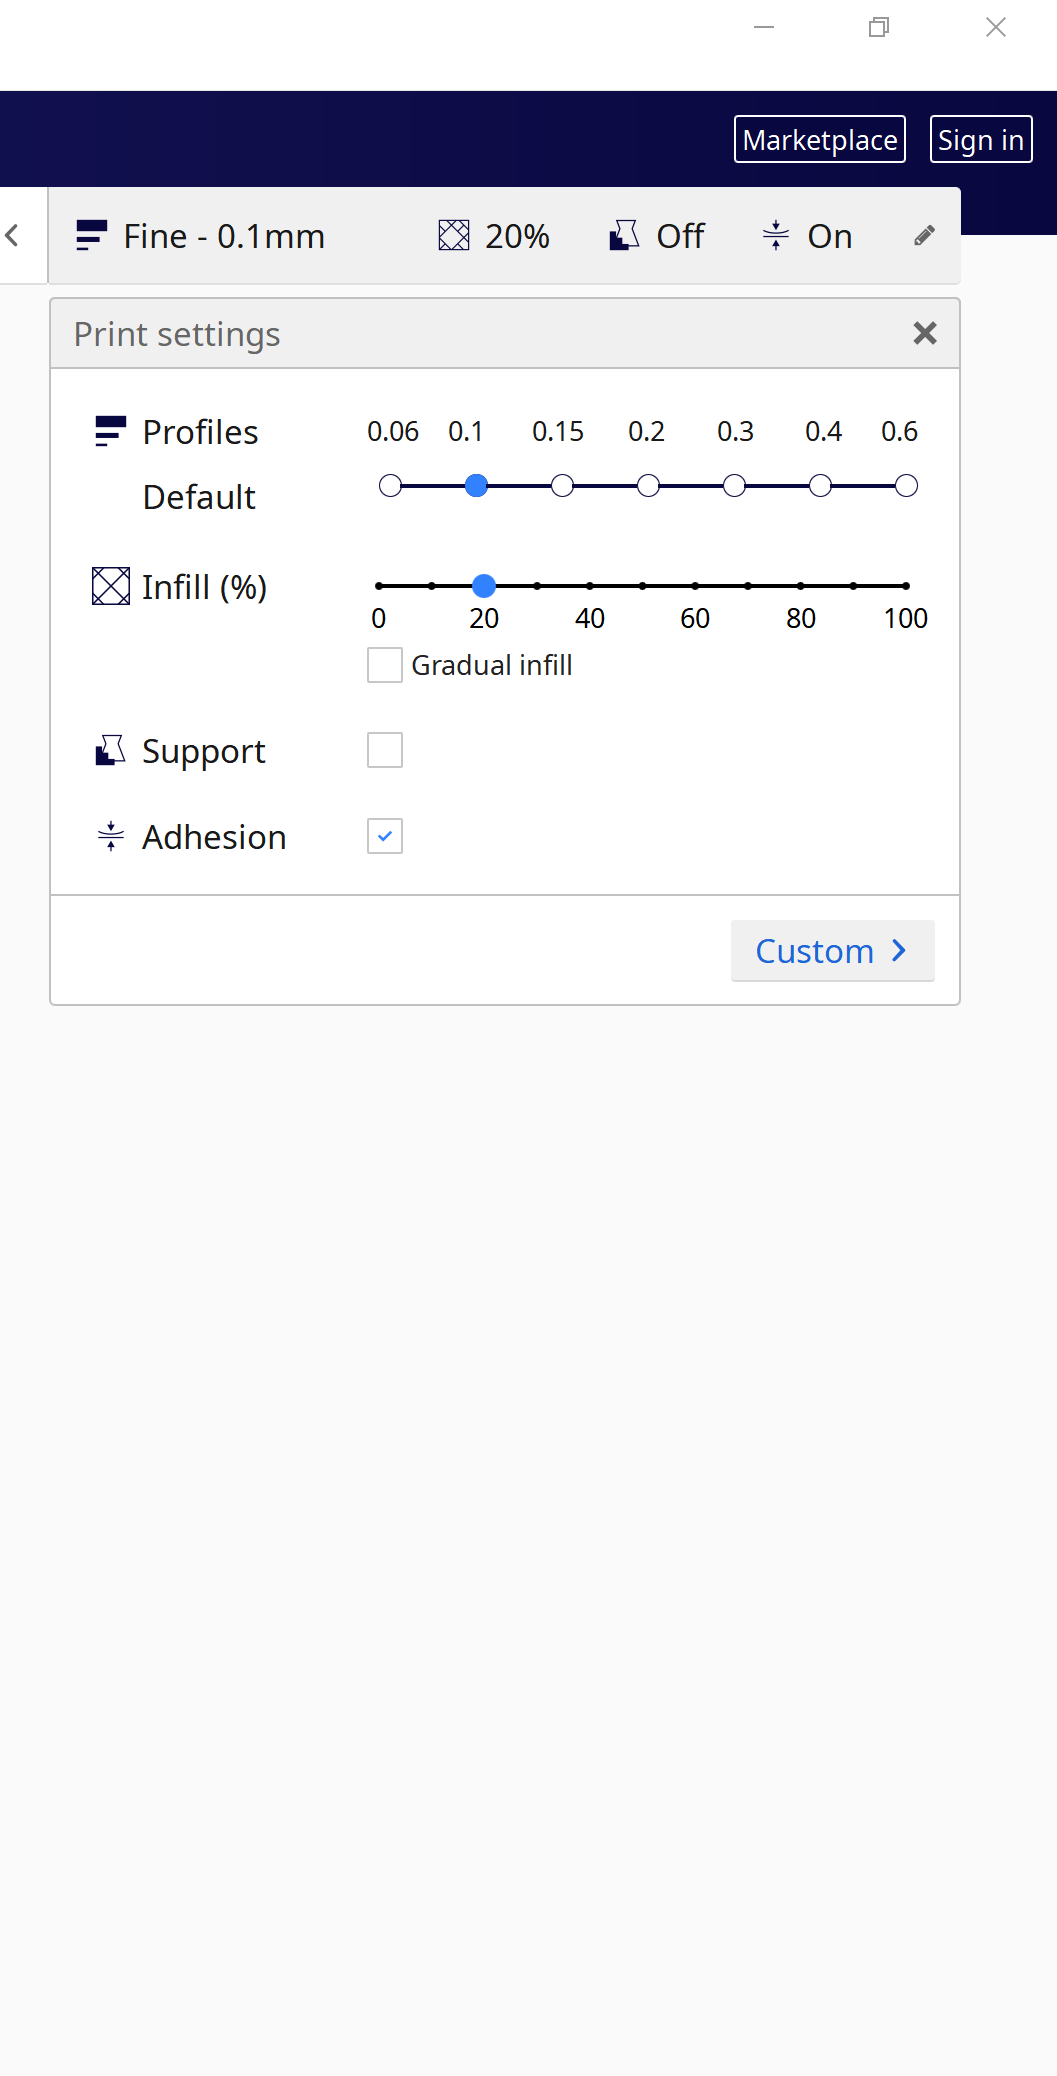 Marketplace Sign in
Fine - 0.1mm 20% Off On
Print settings
Profiles 0.06 0.1 0.15 0.2 0.3 0.4 0.6
Default
Infill (%)
0 20 40 60 80 100
Gradual infill
Support
Adhesion
Custom